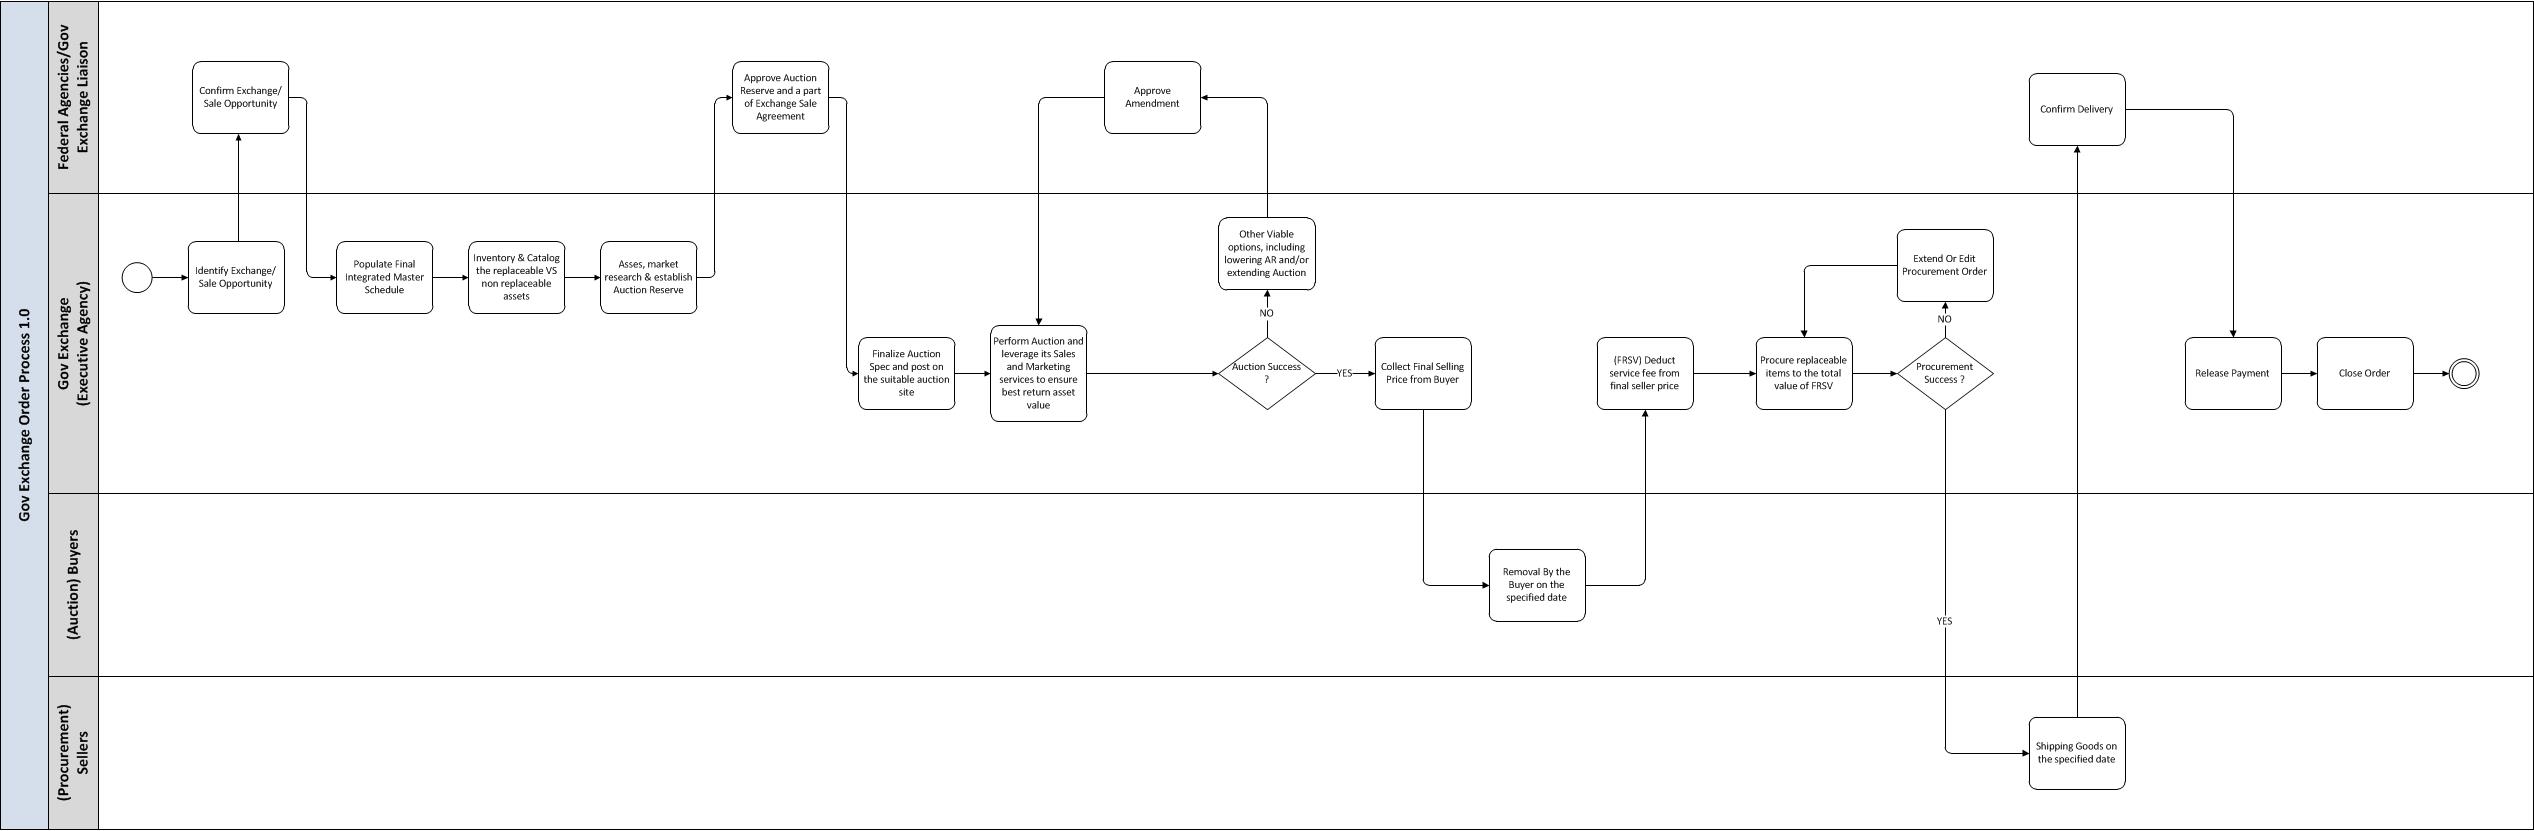 Gov Exchange Order Process 1.0
Federal Agencies/Gov
Exchange Liaison
Confirm Exchange/
Sale Opportunity
Approve Auction
Reserve and a part
of Exchange Sale
Agreement
Approve
Amendment
Confirm Delivery
Gov Exchange
(Executive Agency)
Identify Exchange/
Sale Opportunity
Populate Final
Integrated Master
Schedule
Inventory & Catalog
the replaceable VS
non replaceable
assets
Asses, market
research & establish
Auction Reserve
Finalize Auction
Spec and post on
the suitable auction
site
Perform Auction and
leverage its Sales
and Marketing
services to ensure
best return asset
value
Other Viable
options, including
lowering AR and/or
extending Auction
NO
Auction Success
?
YES
Collect Final Selling
Price from Buyer
(FRSV) Deduct
service fee from
final seller price
Procure replaceable
items to the total
value of FRSV
Extend Or Edit
Procurement Order
NO
Procurement
Success ?
YES
Release Payment
Close Order
(Auction) Buyers
Removal By the
Buyer on the
specified date
(Procurement)
Sellers
Shipping Goods on
the specified date